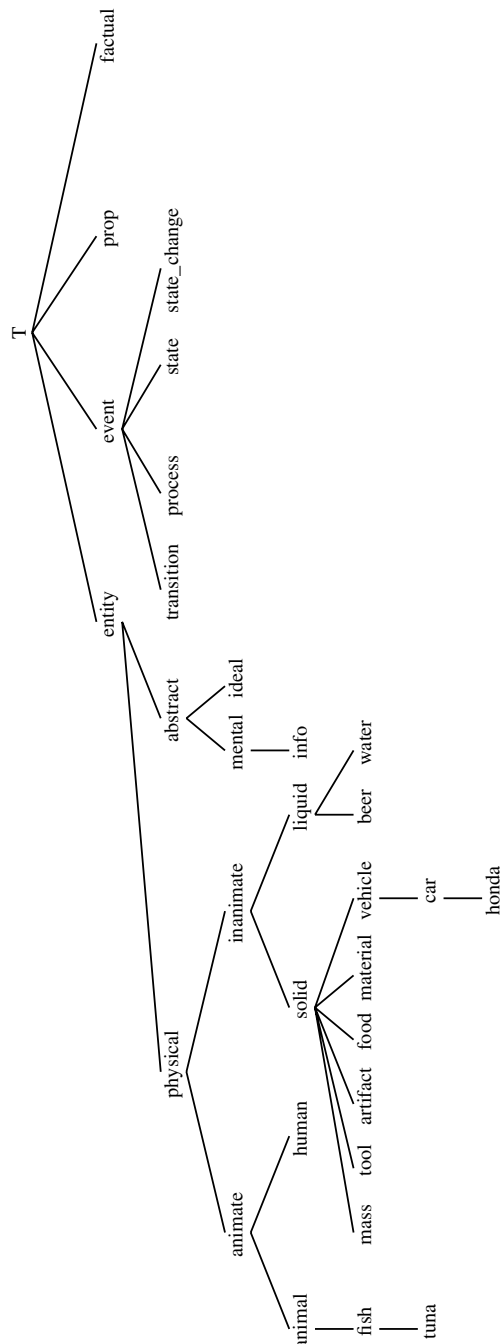 T
entity
event
prop
factual
physical
abstract
transition
process
state
state_change
animate
inanimate
mental
ideal
nimal
human
solid
liquid
info
fish
mass
tool
artifact
food
material
vehicle
beer
water
tuna
car
honda